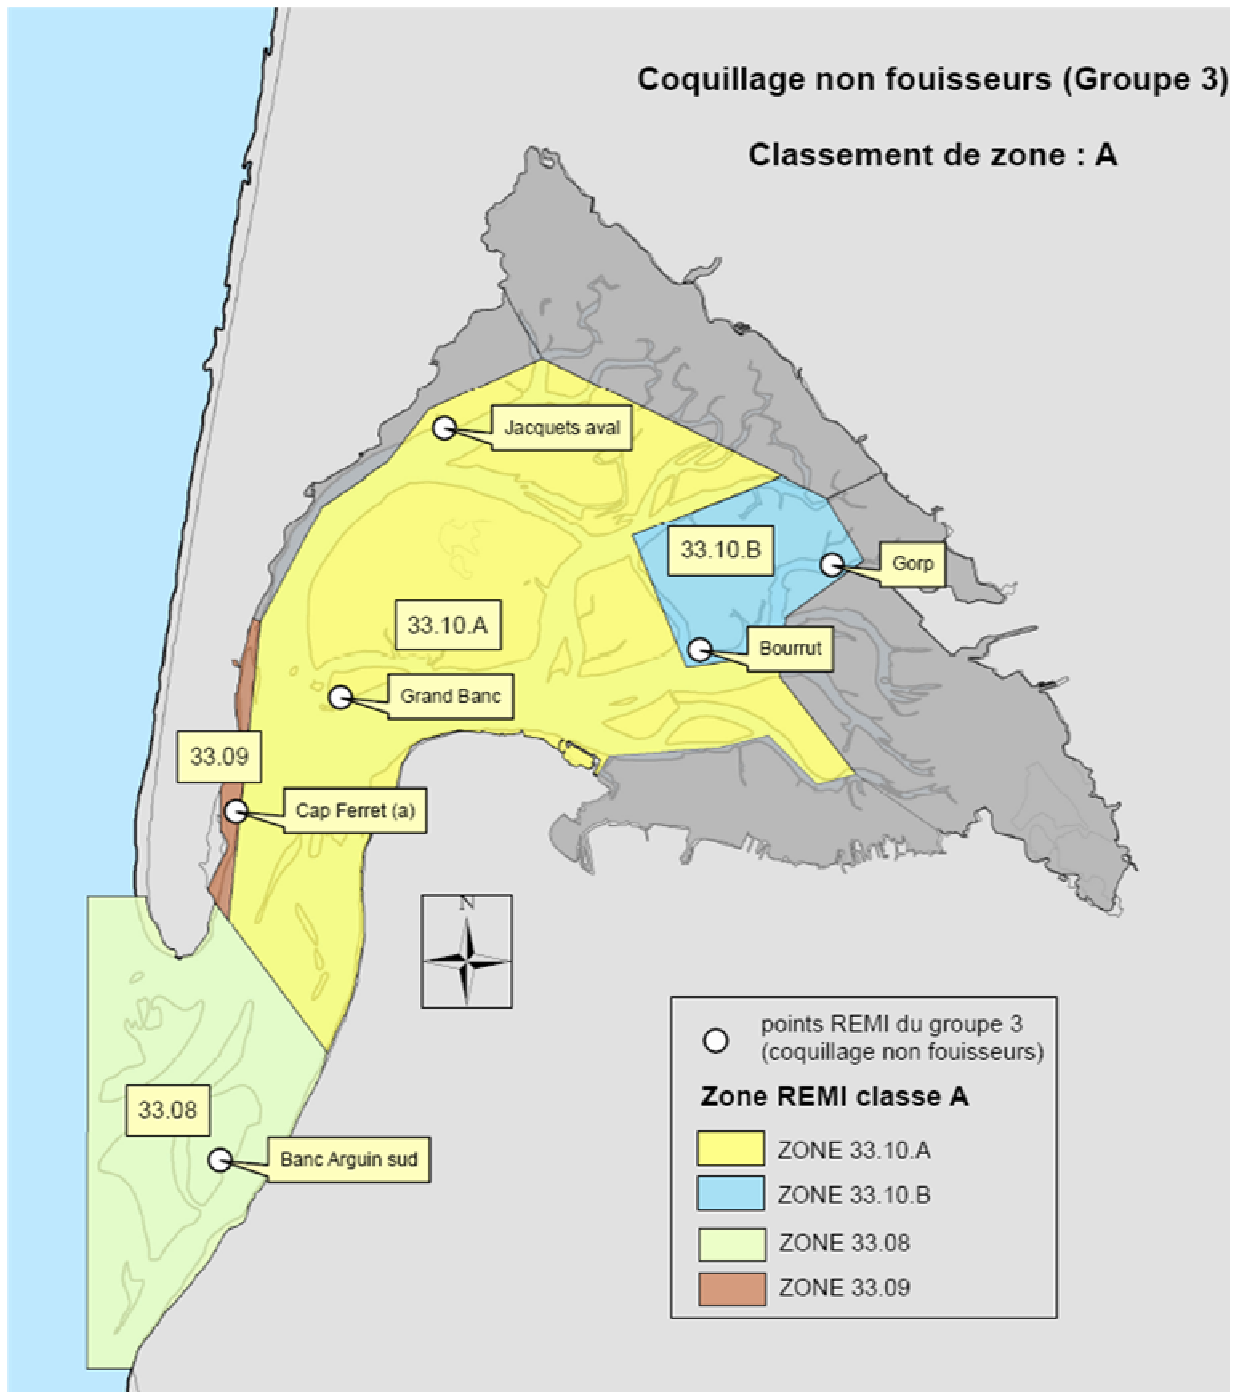 Coquillage non fouisseurs (Groupe 3)
Classement de zone : A
Jacquets aval
33.10.B
Gorp
33.10.A
Bourrut
Grand Banc
33.09
Cap Ferret (a)
N
33.08
Banc Arguin sud
points REMI du groupe 3
(coquillage non fouisseurs)
Zone REMI classe A
ZONE 33.10.A
ZONE 33.10.B
ZONE 33.08
ZONE 33.09